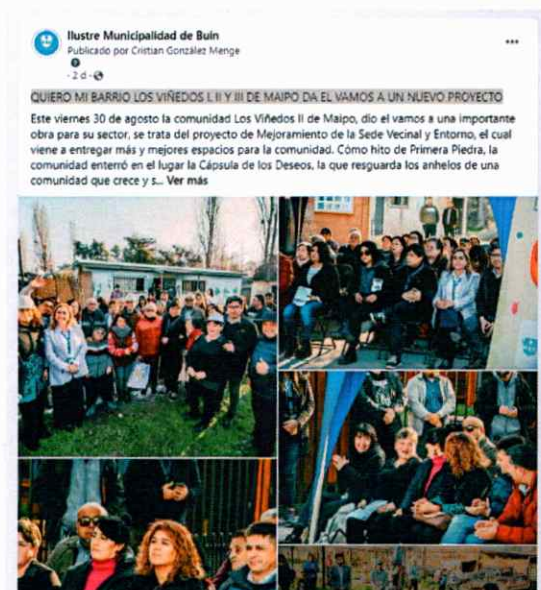 Ilustre Municipalidad de Buin
Publicado por Cristian González Menge
· 2 d ·
QUIERO MI BARRIO LOS VIÑEDOS I, II Y III DE MAIPO DA EL VAMOS A UN NUEVO PROYECTO
Este viernes 30 de agosto la comunidad Los Viñedos II de Maipo, dio el vamos a una importante
obra para su sector, se trata del proyecto de Mejoramiento de la Sede Vecinal y Entorno, el cual
viene a entregar más y mejores espacios para la comunidad. Cómo hito de Primera Piedra, la
comunidad enterró en el lugar la Cápsula de los Deseos, la que resguarda los anhelos de una
comunidad que crece y s... Ver más